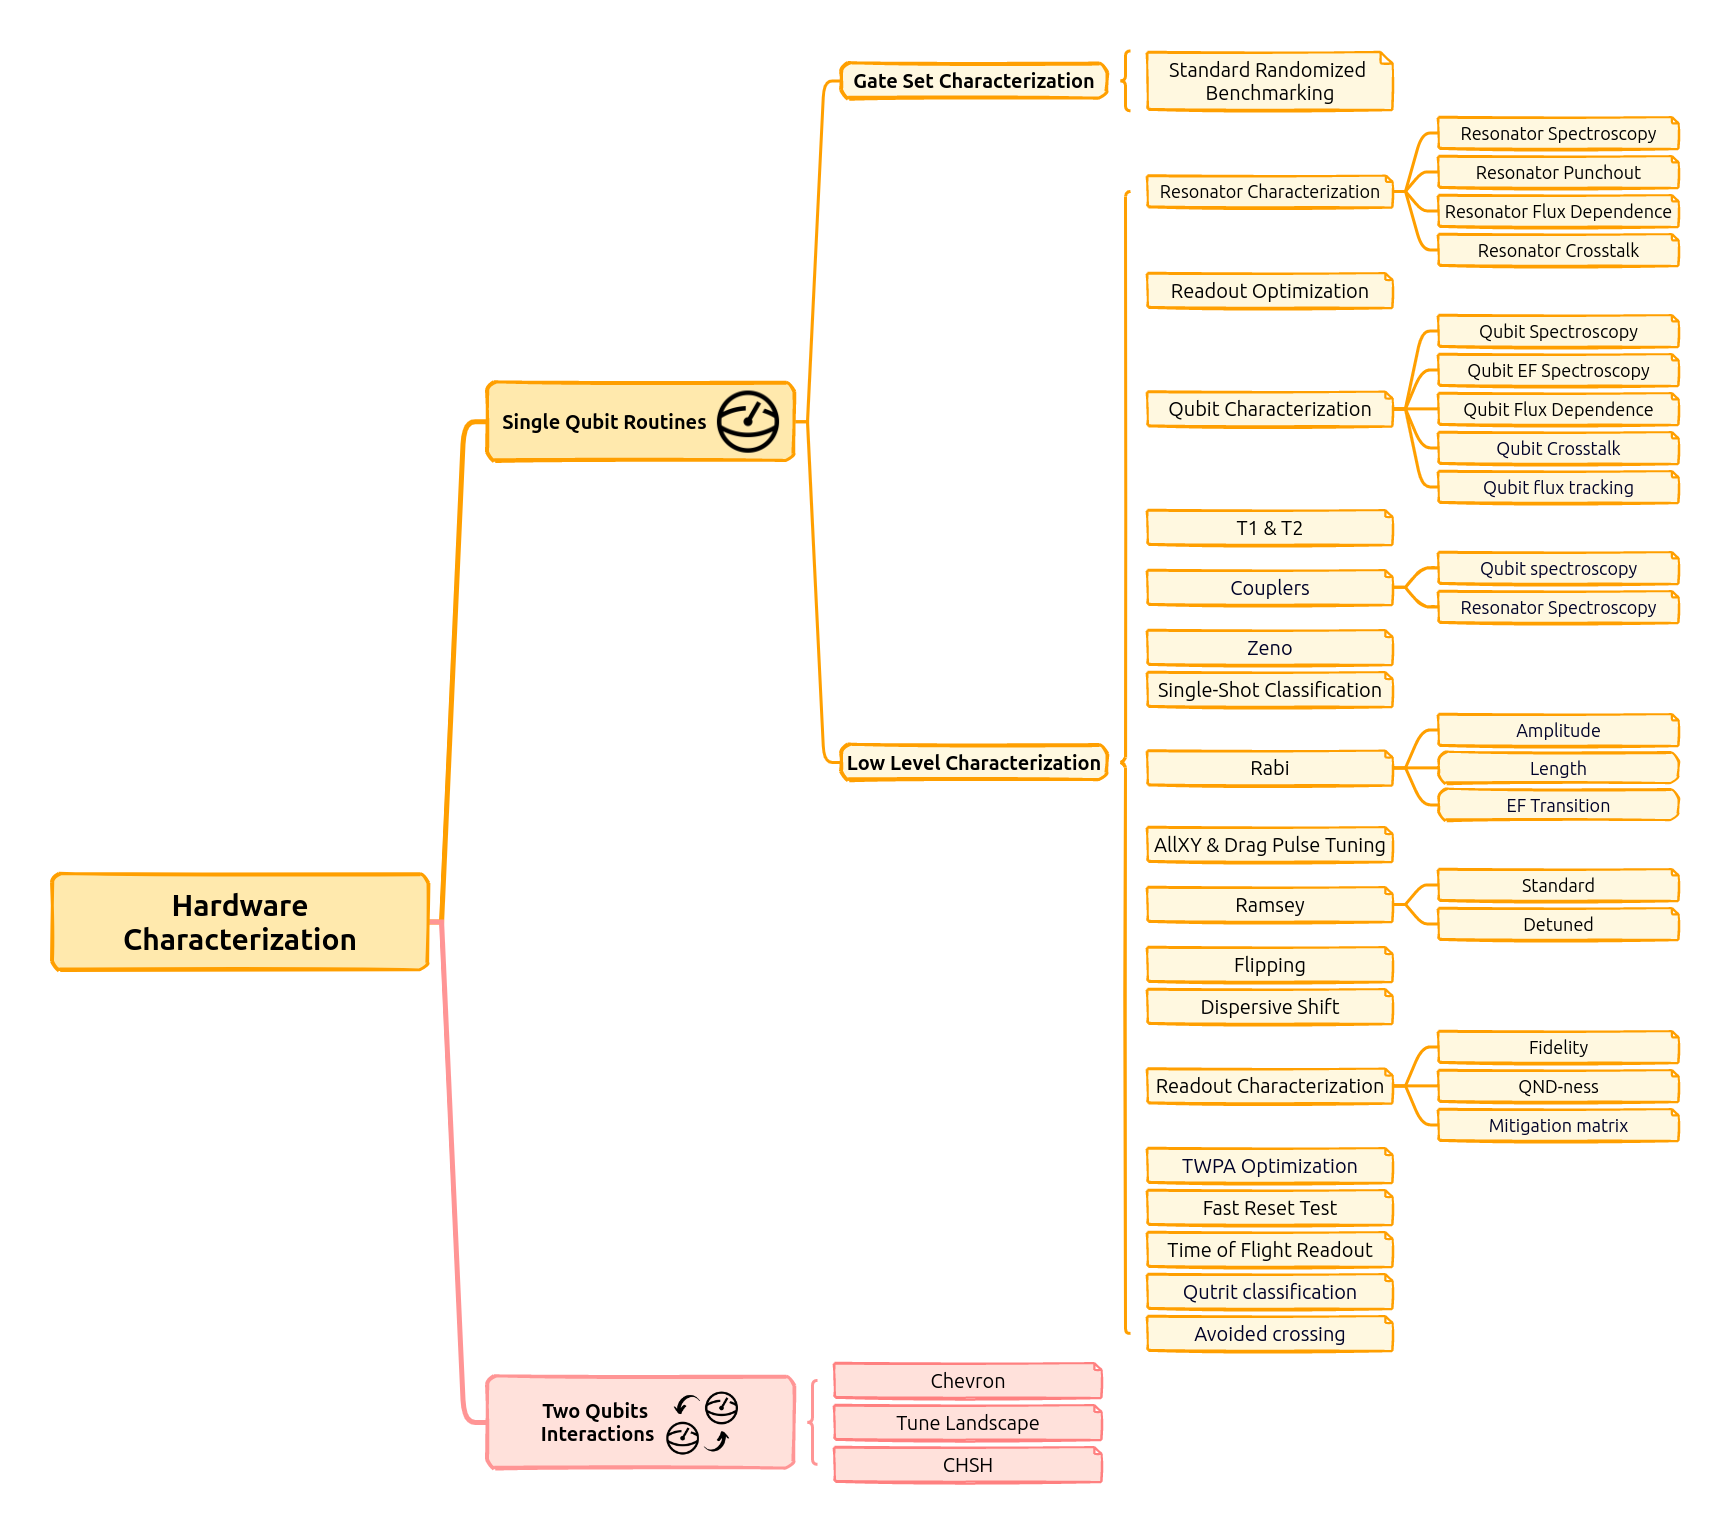 Hardware
Characterization
Single Qubit Routines
Gate Set Characterization
Standard Randomized
Benchmarking
Low Level Characterization
Resonator Characterization
Resonator Spectroscopy
Resonator Punchout
Resonator Flux Dependence
Resonator Crosstalk
Readout Optimization
Qubit Characterization
Qubit Spectroscopy
Qubit EF Spectroscopy
Qubit Flux Dependence
Qubit Crosstalk
Qubit flux tracking
T1 & T2
Couplers
Qubit spectroscopy
Resonator Spectroscopy
Zeno
Single-Shot Classification
Rabi
Amplitude
Length
EF Transition
AllXY & Drag Pulse Tuning
Ramsey
Standard
Detuned
Flipping
Dispersive Shift
Readout Characterization
Fidelity
QND-ness
Mitigation matrix
TWPA Optimization
Fast Reset Test
Time of Flight Readout
Qutrit classification
Avoided crossing
Two Qubits
Interactions
Chevron
Tune Landscape
CHSH